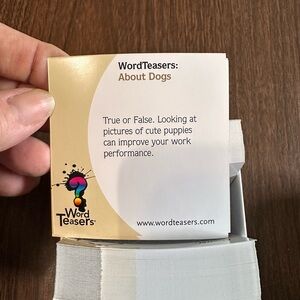 WordTeasers:
About Dogs
True or False. Looking at
pictures of cute puppies
can improve your work
performance.
Word
Teasers®
www.wordteasers.com